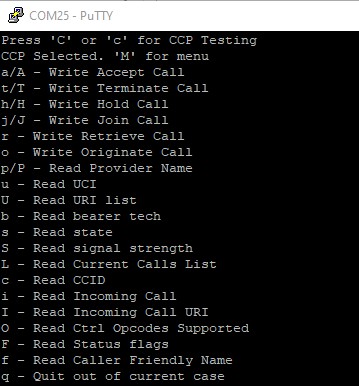 COM25 - PuTTY
Press 'C' or 'c' for CCP Testing
CCP Selected. 'M' for menu
a/A - Write Accept Call
t/T - Write Terminate Call
h/H - Write Hold Call
j/J - Write Join Call
r - Write Retrieve Call
o - Write Originate Call
p/P - Read Provider Name
u - Read UCI
U - Read URI list
b - Read bearer tech
s - Read state
S - Read signal strength
L - Read Current Calls List
c - Read CCID
i - Read Incoming Call
I - Read Incoming Call URI
O - Read Ctrl Opcodes Supported
F - Read Status flags
f - Read Caller Friendly Name
q - Quit out of current case